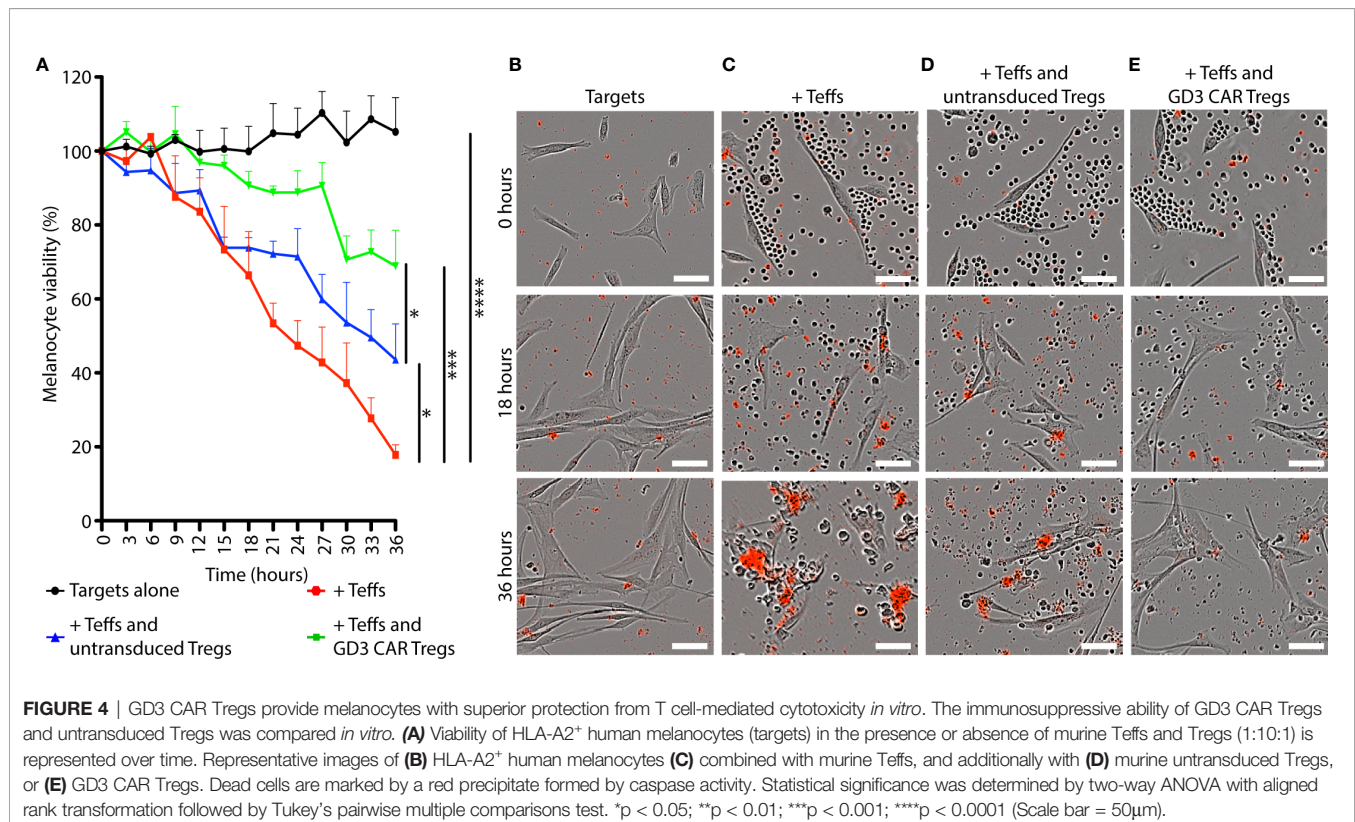 A
120
100
80
60
40
20
0
Melanocyte viability (%)
0 3 6 9 12 15 18 21 24 27 30 33 36
Time (hours)
*
*
***
****
Targets alone
+ Teffs
+ Teffs and
untransduced Tregs
+ Teffs and
GD3 CAR Tregs
B
Targets
C
+ Teffs
D
+ Teffs and
untransduced Tregs
E
+ Teffs and
GD3 CAR Tregs
0 hours
18 hours
36 hours
FIGURE 4 | GD3 CAR Tregs provide melanocytes with superior protection from T cell-mediated cytotoxicity in vitro. The immunosuppressive ability of GD3 CAR Tregs
and untransduced Tregs was compared in vitro. (A) Viability of HLA-A2⁺ human melanocytes (targets) in the presence or absence of murine Teffs and Tregs (1:10:1) is
represented over time. Representative images of (B) HLA-A2⁺ human melanocytes (C) combined with murine Teffs, and additionally with (D) murine untransduced Tregs,
or (E) GD3 CAR Tregs. Dead cells are marked by a red precipitate formed by caspase activity. Statistical significance was determined by two-way ANOVA with aligned
rank transformation followed by Tukey's pairwise multiple comparisons test. *p < 0.05; **p < 0.01; ***p < 0.001; ****p < 0.0001 (Scale bar = 50μm).